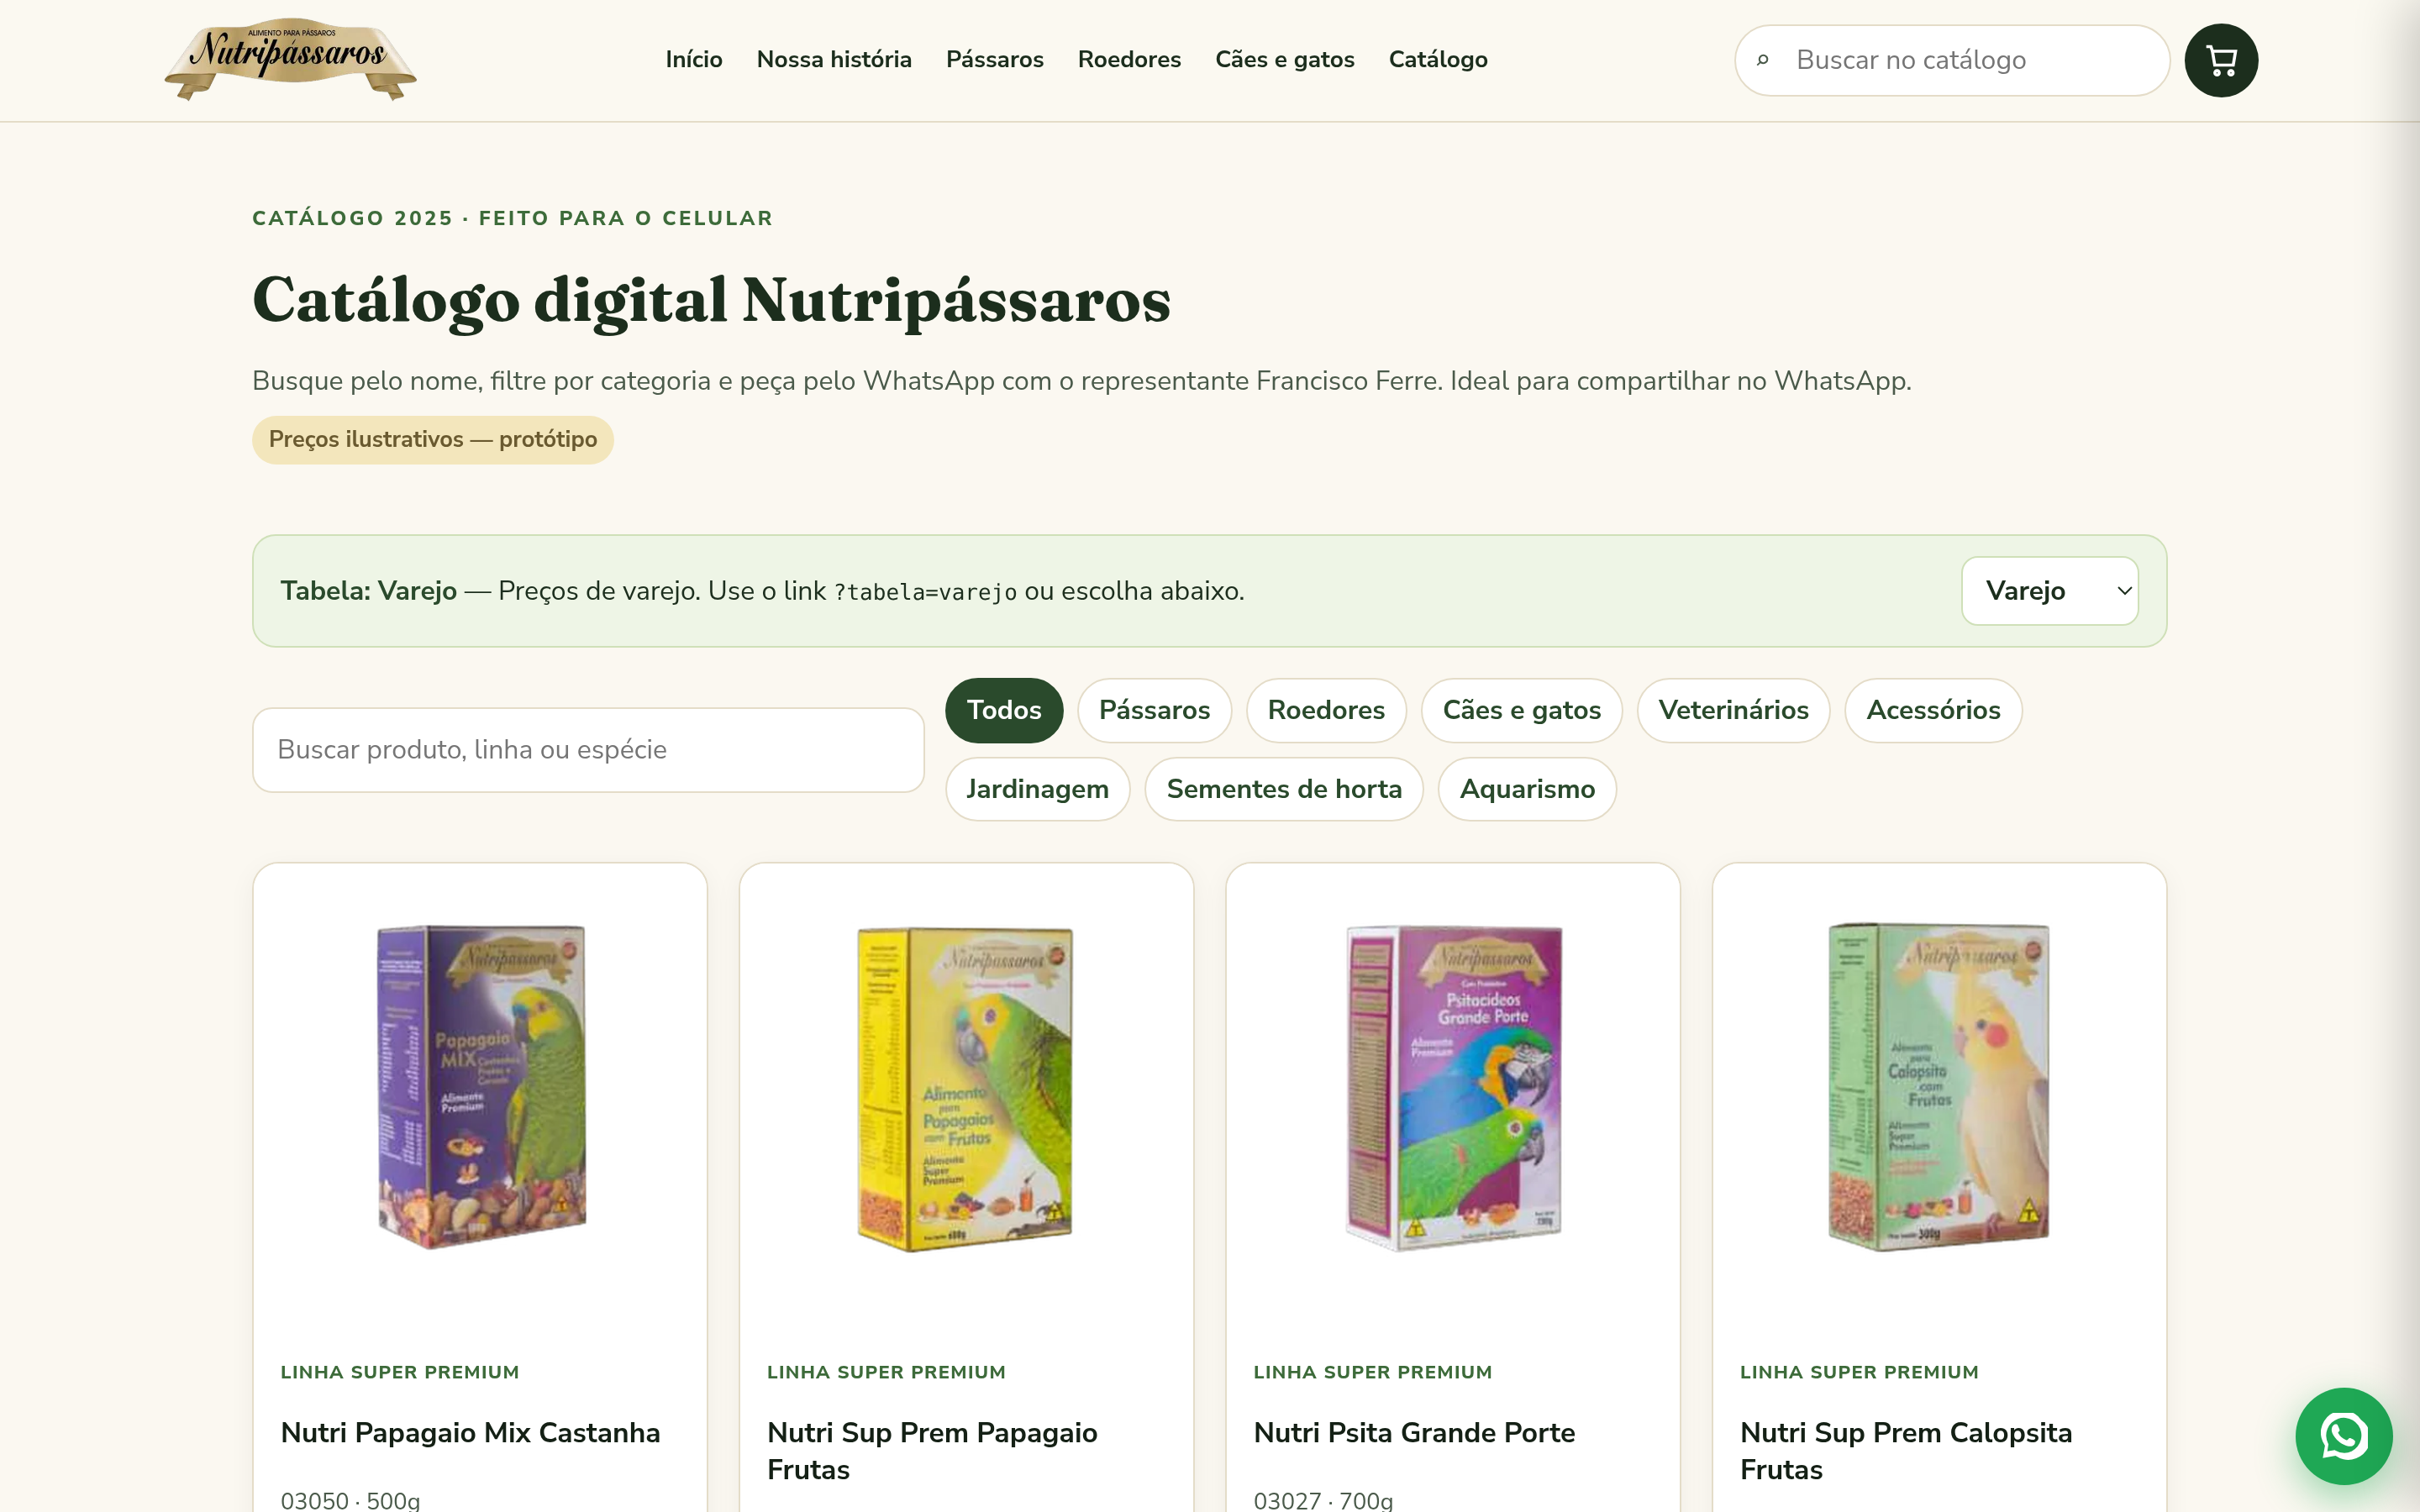 ALIMENTO PARA PÁSSAROS
Nutripássaros
Início Nossa história Pássaros Roedores Cães e gatos Catálogo
Buscar no catálogo
CATÁLOGO 2025 · FEITO PARA O CELULAR
Catálogo digital Nutripássaros
Busque pelo nome, filtre por categoria e peça pelo WhatsApp com o representante Francisco Ferre. Ideal para compartilhar no WhatsApp.
Preços ilustrativos — protótipo
Tabela: Varejo — Preços de varejo. Use o link ?tabela=varejo ou escolha abaixo.
Varejo
Buscar produto, linha ou espécie
Todos Pássaros Roedores Cães e gatos Veterinários Acessórios
Jardinagem Sementes de horta Aquarismo
Nutripássaros
Papagaio
MIX
Castanha,
Frutas e
Cereais
Alimento
Premium
Nutripássaros
Alimento
para
Papagaios
com Frutas
Alimento
Super
Premium
600g
Nutripássaros
Psitacídeos
Grande Porte
Alimento
Premium
700g
Nutripássaros
Alimento
para
Calopsita
com
Frutas
Alimento
Super
Premium
300g
LINHA SUPER PREMIUM
Nutri Papagaio Mix Castanha
03050 · 500g
LINHA SUPER PREMIUM
Nutri Sup Prem Papagaio
Frutas
LINHA SUPER PREMIUM
Nutri Psita Grande Porte
03027 · 700g
LINHA SUPER PREMIUM
Nutri Sup Prem Calopsita
Frutas